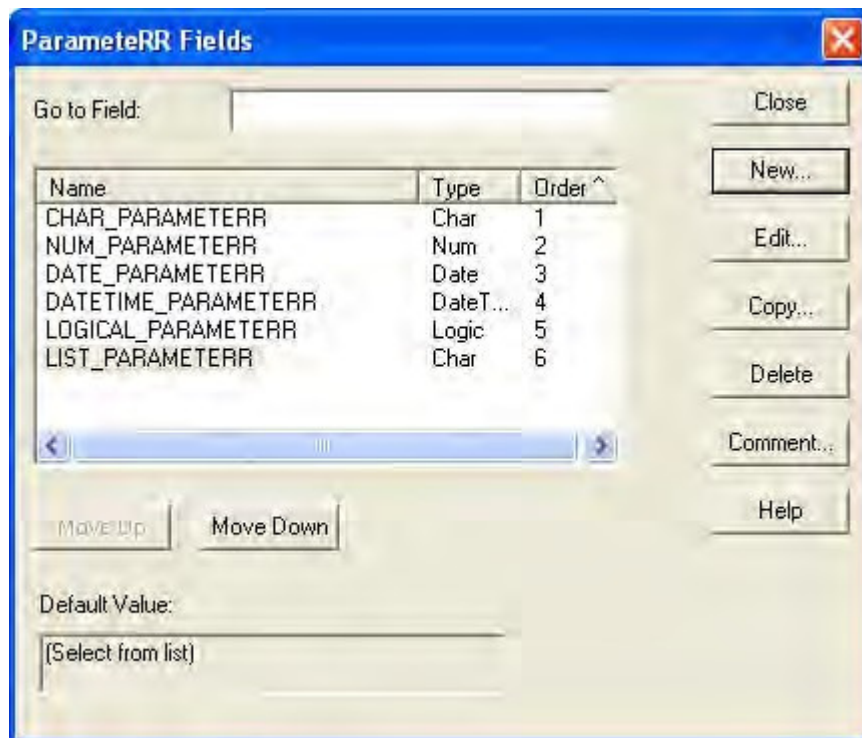 ParameteRR Fields
Go to Field:
Close
New...
Edit...
Copy...
Delete
Comment...
Help
Name Type Order ^
CHAR_PARAMETERR Char 1
NUM_PARAMETERR Num 2
DATE_PARAMETERR Date 3
DATETIME_PARAMETERR DateT... 4
LOGICAL_PARAMETERR Logic 5
LIST_PARAMETERR Char 6
Move Up Move Down
Default Value:
(Select from list)